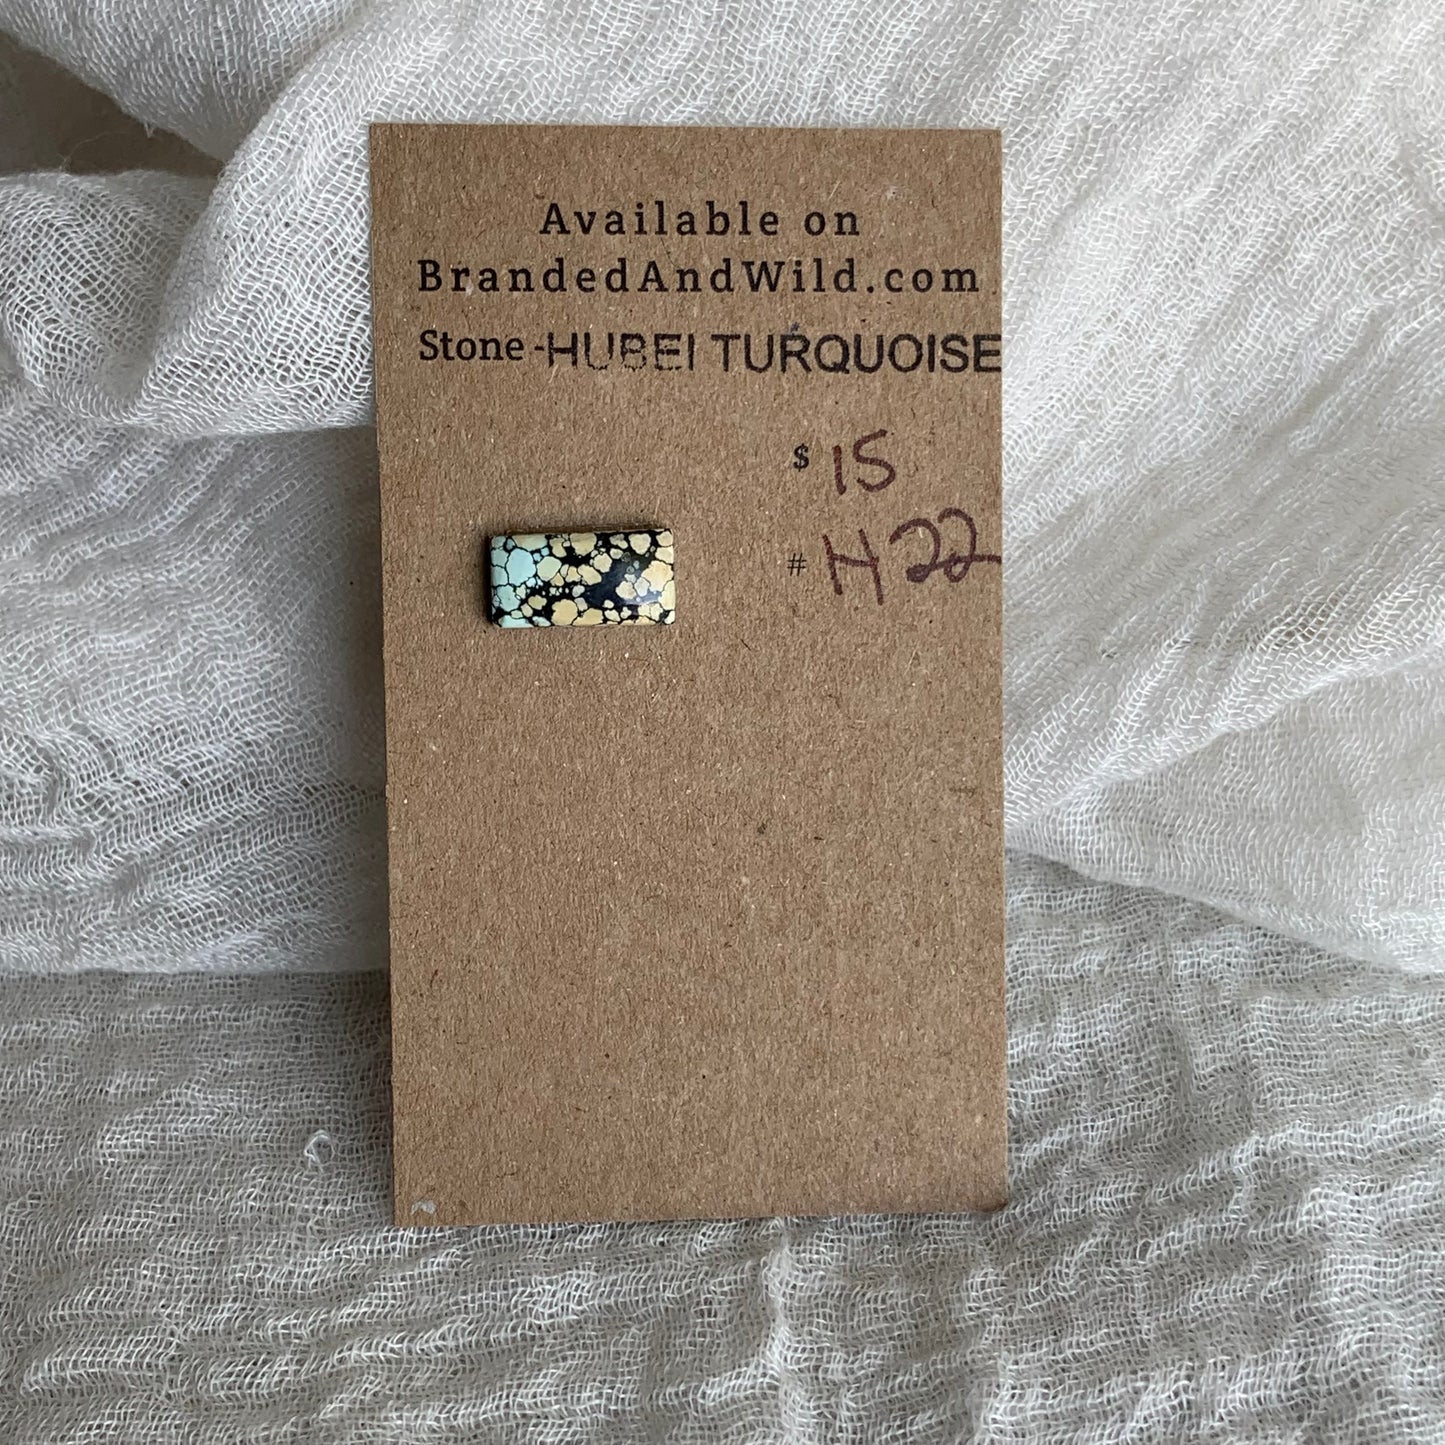 Available on
BrandedAndWild.com
Stone - HUBEI TURQUOISE
$ 15
# H22